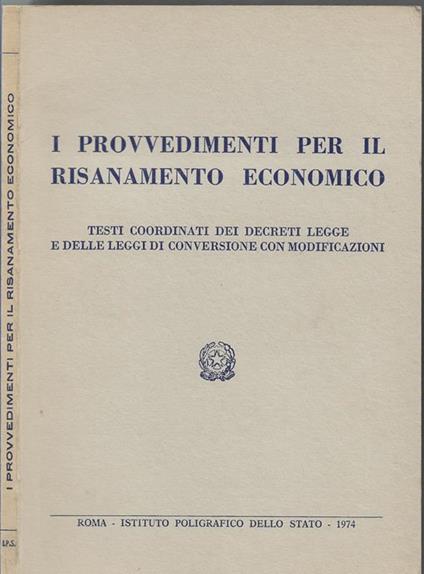 I PROVVEDIMENTI PER IL
RISANAMENTO ECONOMICO
TESTI COORDINATI DEI DECRETI LEGGE
E DELLE LEGGI DI CONVERSIONE CON MODIFICAZIONI
ROMA - ISTITUTO POLIGRAFICO DELLO STATO - 1974
I PROVVEDIMENTI PER IL RISANAMENTO ECONOMICO
I.P.S.